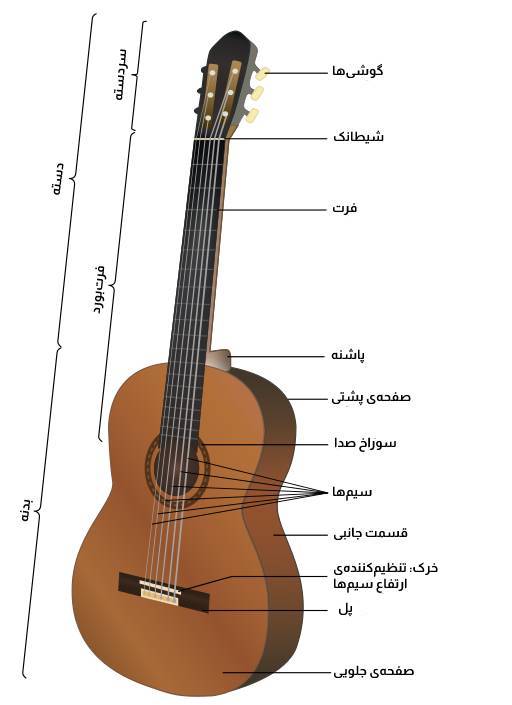 گوشی‌ها
سردسته
شیطانک
دسته
فرت
فرت‌بورد
پاشنه
صفحه‌ی پشتی
سوراخ صدا
سیم‌ها
بدنه
قسمت جانبی
خرک: تنظیم‌کننده‌ی
ارتفاع سیم‌ها
پل
صفحه‌ی جلویی